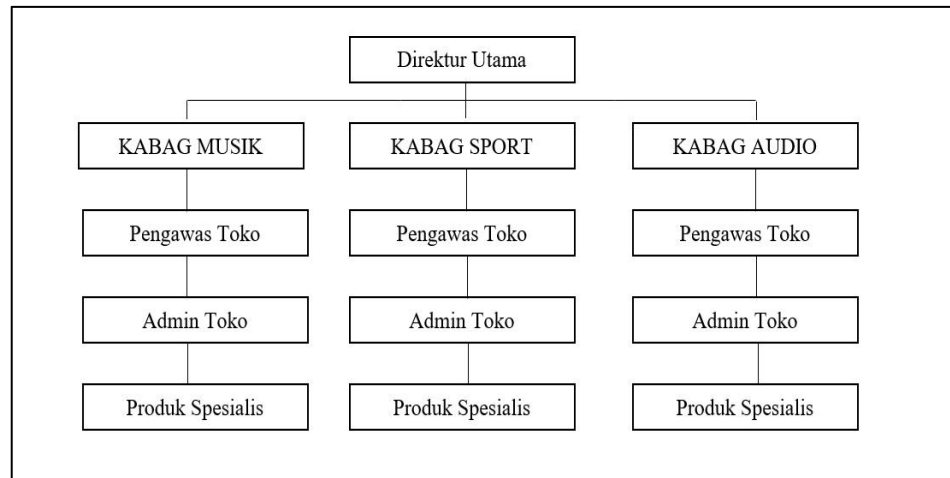 Direktur Utama
KABAG MUSIK
KABAG SPORT
KABAG AUDIO
Pengawas Toko
Pengawas Toko
Pengawas Toko
Admin Toko
Admin Toko
Admin Toko
Produk Spesialis
Produk Spesialis
Produk Spesialis